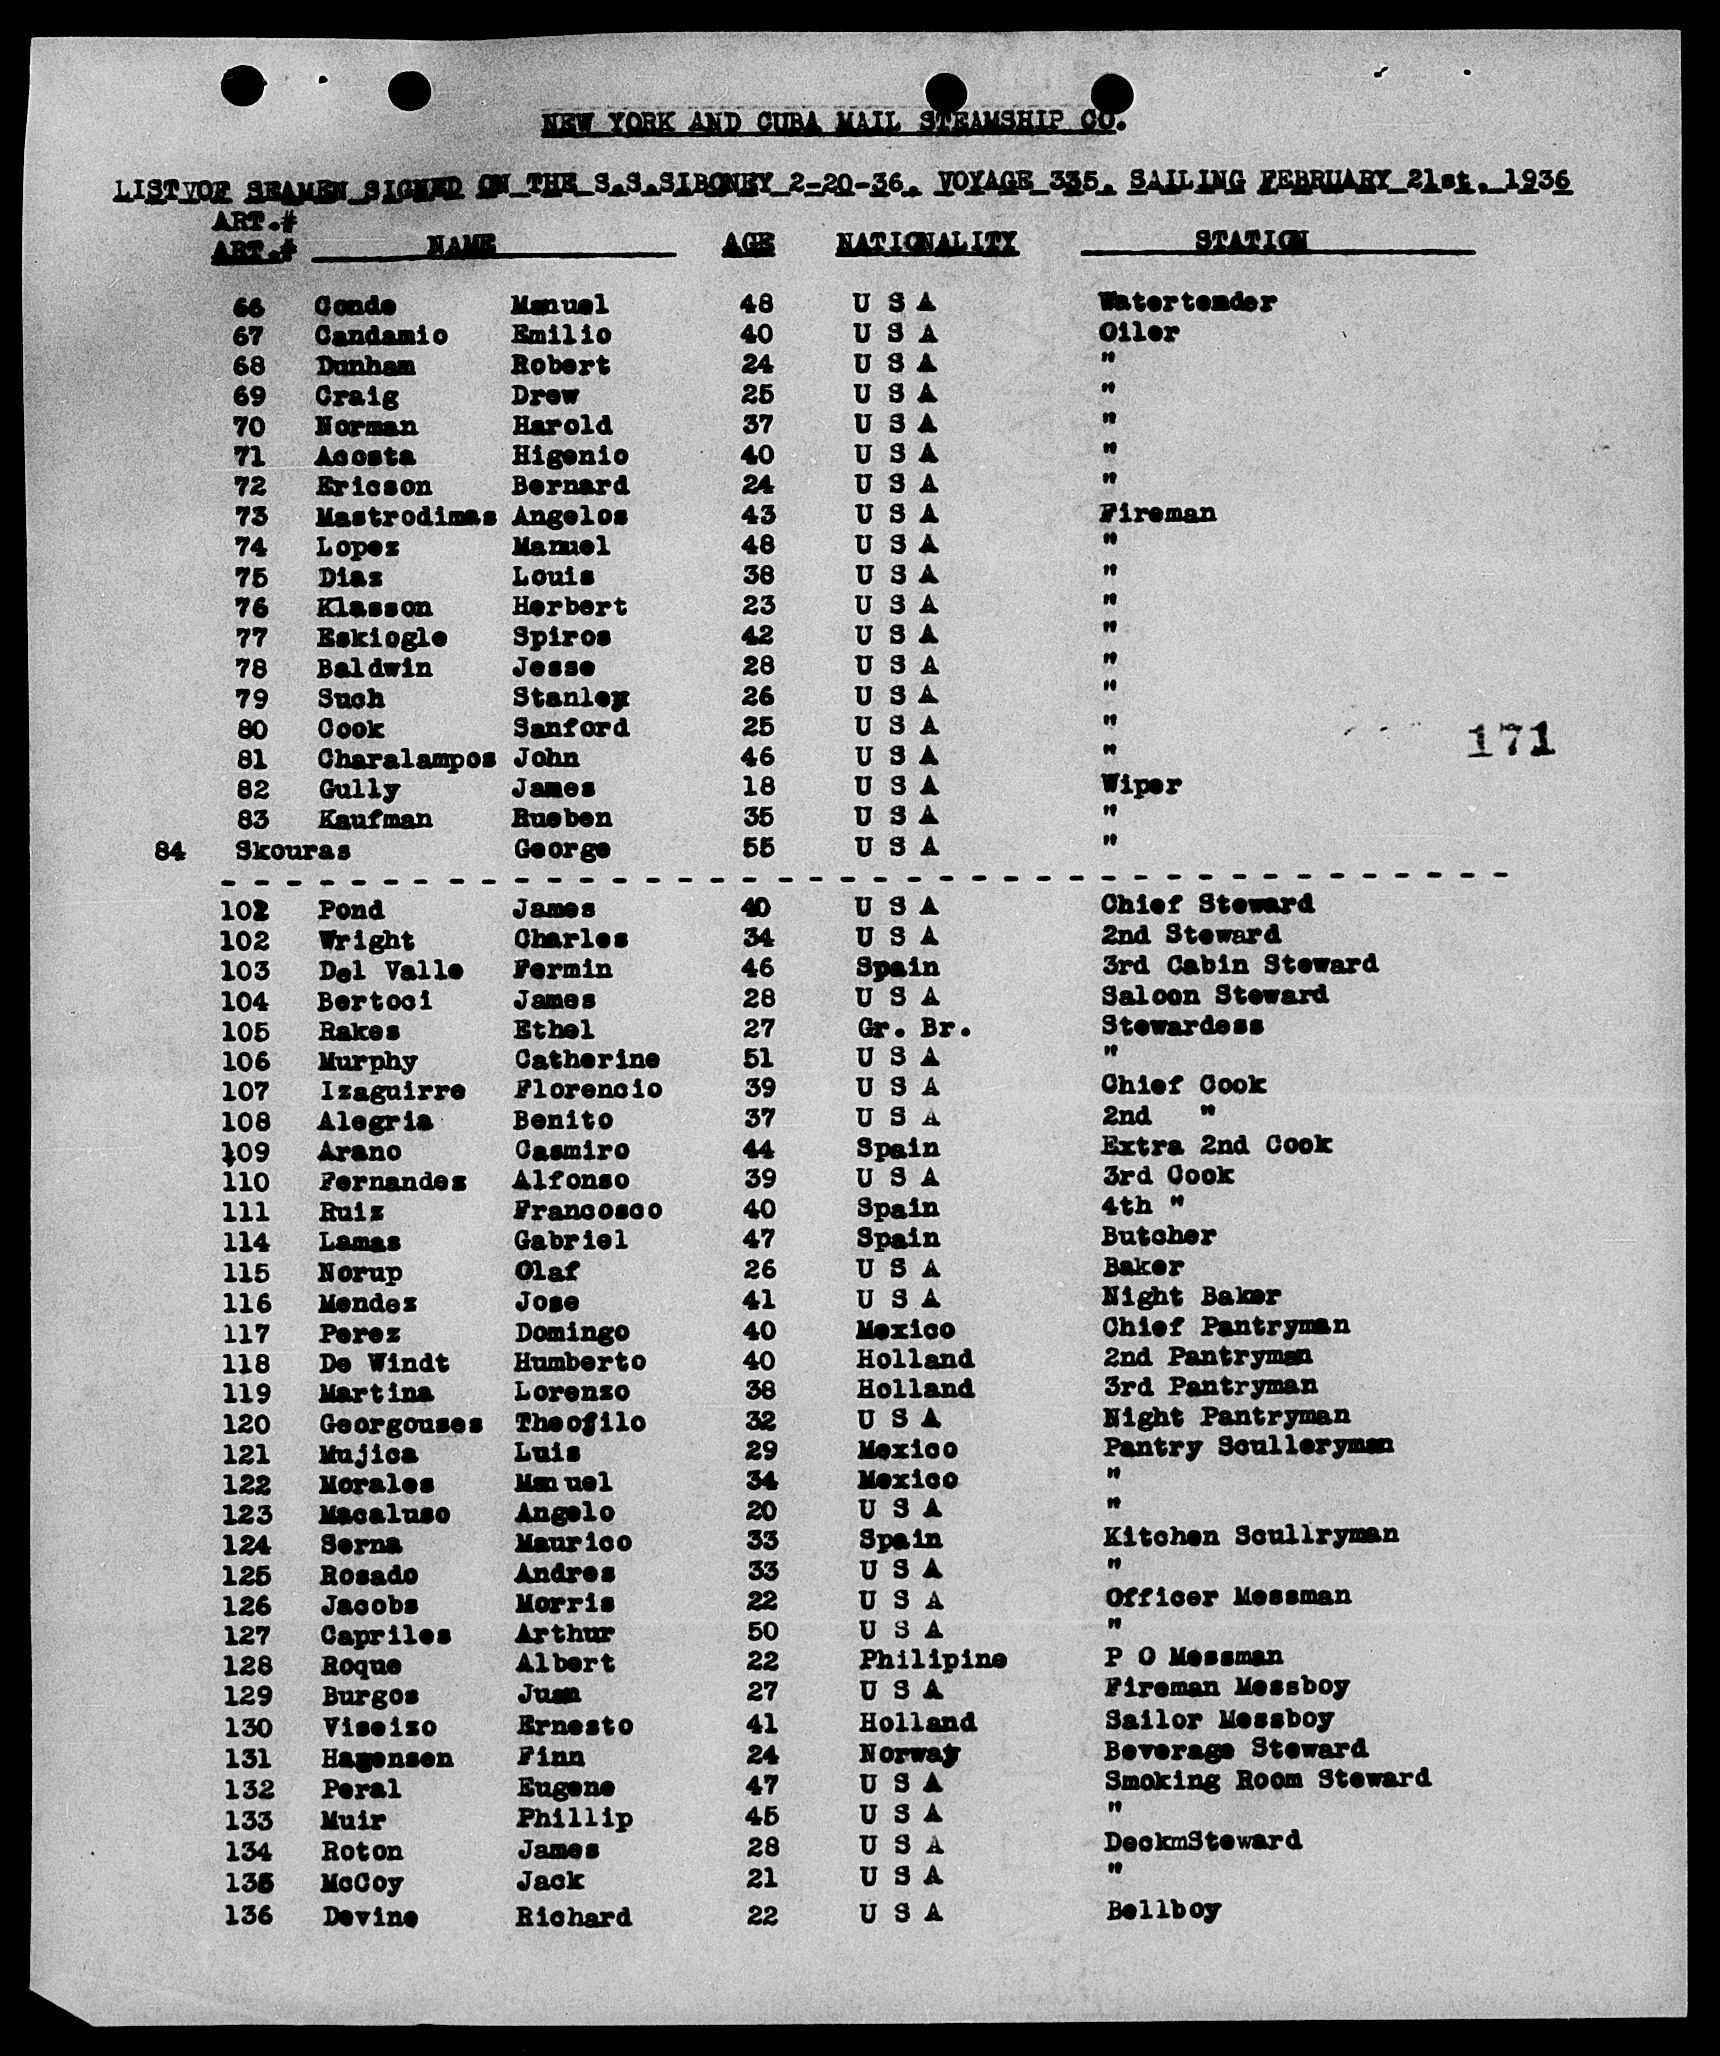 NEW YORK AND CUBA MAIL STEAMSHIP CO.
LISTVOF SEAMEN SIGNED ON THE S.S.SIBONEY 2-20-36. VOYAGE 335. SAILING FEBRUARY 21st. 1936
ART.#
ART.# NAME AGE NATIONALITY STATION
66 Conde Manuel 48 U S A Watertender
67 Candamio Emilio 40 U S A Oiler
68 Dunham Robert 24 U S A "
69 Craig Drew 25 U S A "
70 Norman Harold 37 U S A "
71 Acosta Higenio 40 U S A "
72 Ericson Bernard 24 U S A "
73 Mastrodimas Angelos 43 U S A Fireman
74 Lopez Manuel 48 U S A "
75 Diaz Louis 38 U S A "
76 Klasson Herbert 23 U S A "
77 Eskiogle Spiros 42 U S A "
78 Baldwin Jesse 28 U S A "
79 Such Stanley 26 U S A "
80 Cook Sanford 25 U S A "
171
81 Charalampos John 46 U S A "
82 Gully James 18 U S A Wiper
83 Kaufman Rueben 35 U S A "
84 Skouras George 55 U S A "
- - - - - - - - - - - - - - - - - - - - - - - - - - - - - - - - - - - - - - - -
102 Pond James 40 U S A Chief Steward
102 Wright Charles 34 U S A 2nd Steward
103 Del Valle Fermin 46 Spain 3rd Cabin Steward
104 Bertoci James 28 U S A Saloon Steward
105 Rakes Ethel 27 Gr. Br. Stewardess
106 Murphy Catherine 51 U S A "
107 Izaguirre Florencio 39 U S A Chief Cook
108 Alegria Benito 37 U S A 2nd "
109 Arano Casmiro 44 Spain Extra 2nd Cook
110 Fernandez Alfonso 39 U S A 3rd Cook
111 Ruiz Francosco 40 Spain 4th "
114 Lamas Gabriel 47 Spain Butcher
115 Norup Olaf 26 U S A Baker
116 Mendez Jose 41 U S A Night Baker
117 Perez Domingo 40 Mexico Chief Pantryman
118 De Windt Humberto 40 Holland 2nd Pantryman
119 Martina Lorenzo 38 Holland 3rd Pantryman
120 Georgouses Theofilo 32 U S A Night Pantryman
121 Mujica Luis 29 Mexico Pantry Sculleryman
122 Morales Manuel 34 Mexico "
123 Macaluso Angelo 20 U S A "
124 Serna Maurico 33 Spain Kitchen Scullryman
125 Rosado Andres 33 U S A "
126 Jacobs Morris 22 U S A Officer Messman
127 Capriles Arthur 50 U S A "
128 Roque Albert 22 Philipine P O Messman
129 Burgos Juan 27 U S A Fireman Messboy
130 Viseizo Ernesto 41 Holland Sailor Messboy
131 Hagensen Finn 24 Norway Beverage Steward
132 Peral Eugene 47 U S A Smoking Room Steward
133 Muir Phillip 45 U S A "
134 Roton James 28 U S A DeckmSteward
135 McCoy Jack 21 U S A "
136 Devine Richard 22 U S A Bellboy